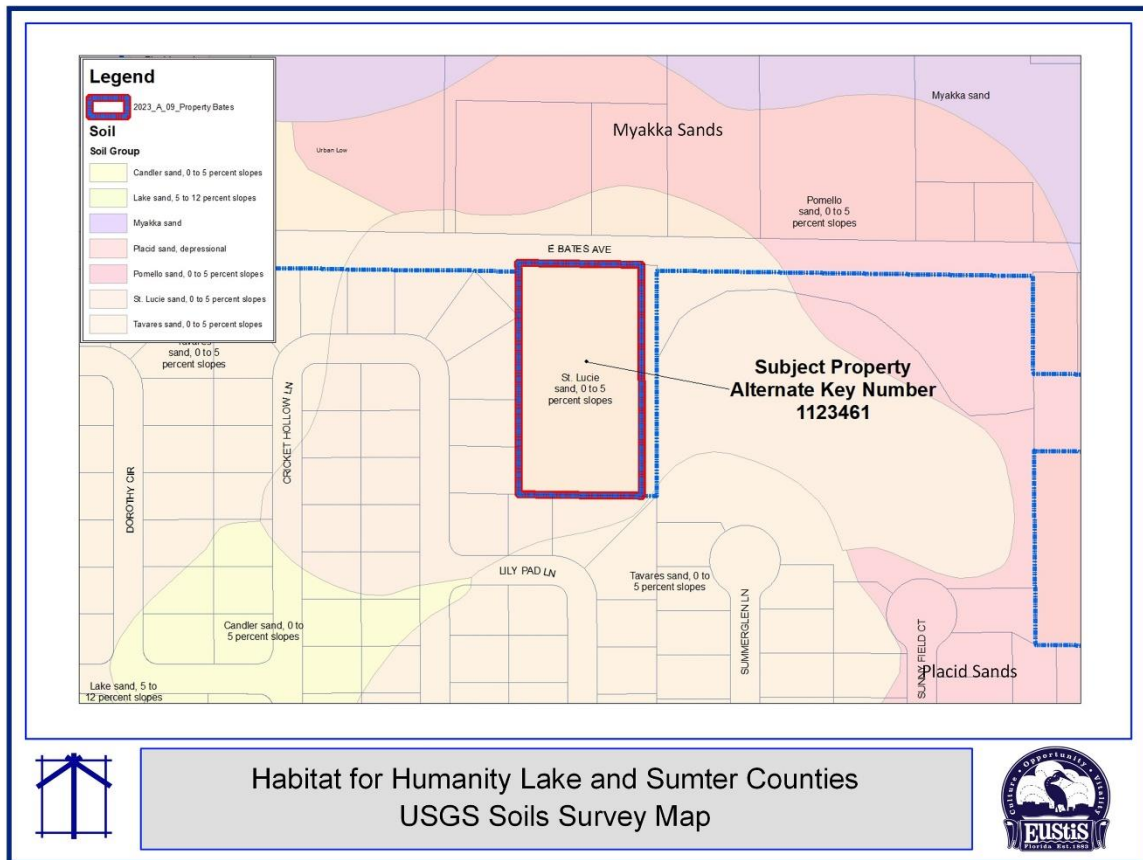 Legend
2023_A_09_Property Bates
Soil
Soil Group
Candler sand, 0 to 5 percent slopes
Lake sand, 5 to 12 percent slopes
Myakka sand
Placid sand, depressional
Pomello sand, 0 to 5 percent slopes
St. Lucie sand, 0 to 5 percent slopes
Tavares sand, 0 to 5 percent slopes
Urban Low
Myakka Sands
Myakka sand
Pomello
sand, 0 to 5
percent slopes
E BATES AVE
Tavares
sand, 0 to 5
percent slopes
St. Lucie
sand, 0 to 5
percent slopes
Subject Property
Alternate Key Number
1123461
DOROTHY CIR
CRICKET HOLLOW LN
LILY PAD LN
Tavares sand, 0 to
5 percent slopes
SUMMERGLEN LN
SUNNY FIELD CT
Candler sand, 0 to
5 percent slopes
Lake sand, 5 to
12 percent slopes
Placid Sands
Habitat for Humanity Lake and Sumter Counties
USGS Soils Survey Map
Culture • Opportunity • Vitality
EUSTIS
Florida Est. 1883